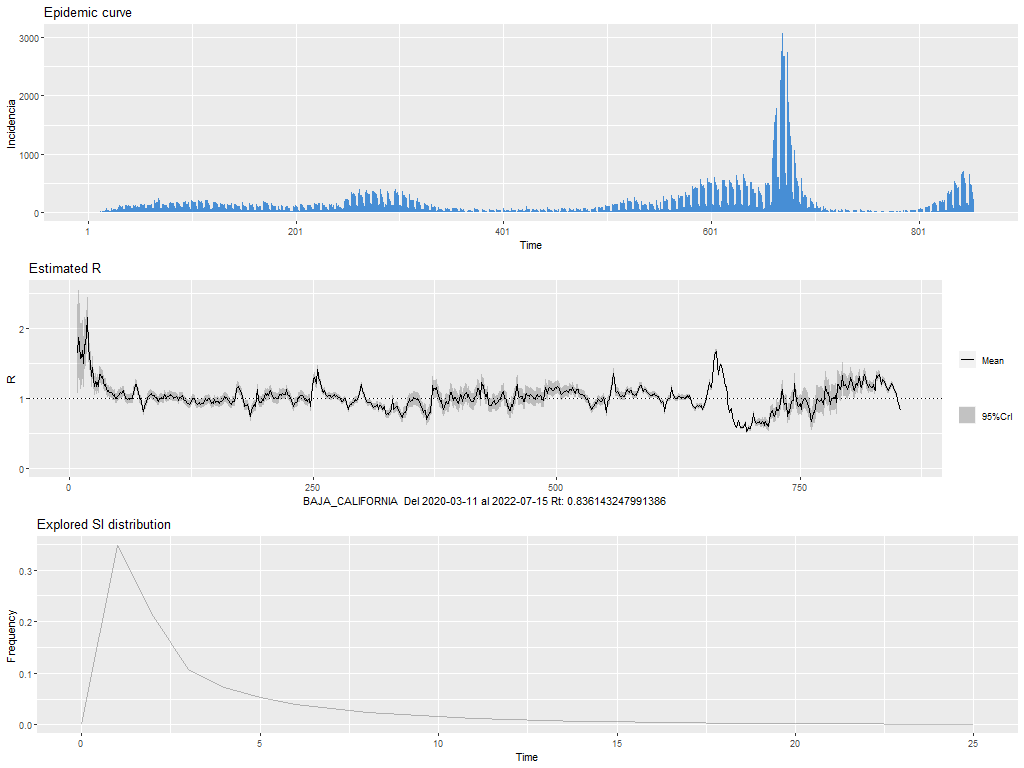 Epidemic curve
3000
2000
1000
0
Incidencia
1 201 401 601 801
Time
Estimated R
2
1
0
R
Mean
95%CrI
0 250 500 750
BAJA_CALIFORNIA Del 2020-03-11 al 2022-07-15 Rt: 0.836143247991386
Explored SI distribution
0.3
0.2
0.1
0.0
Frequency
0 5 10 15 20 25
Time